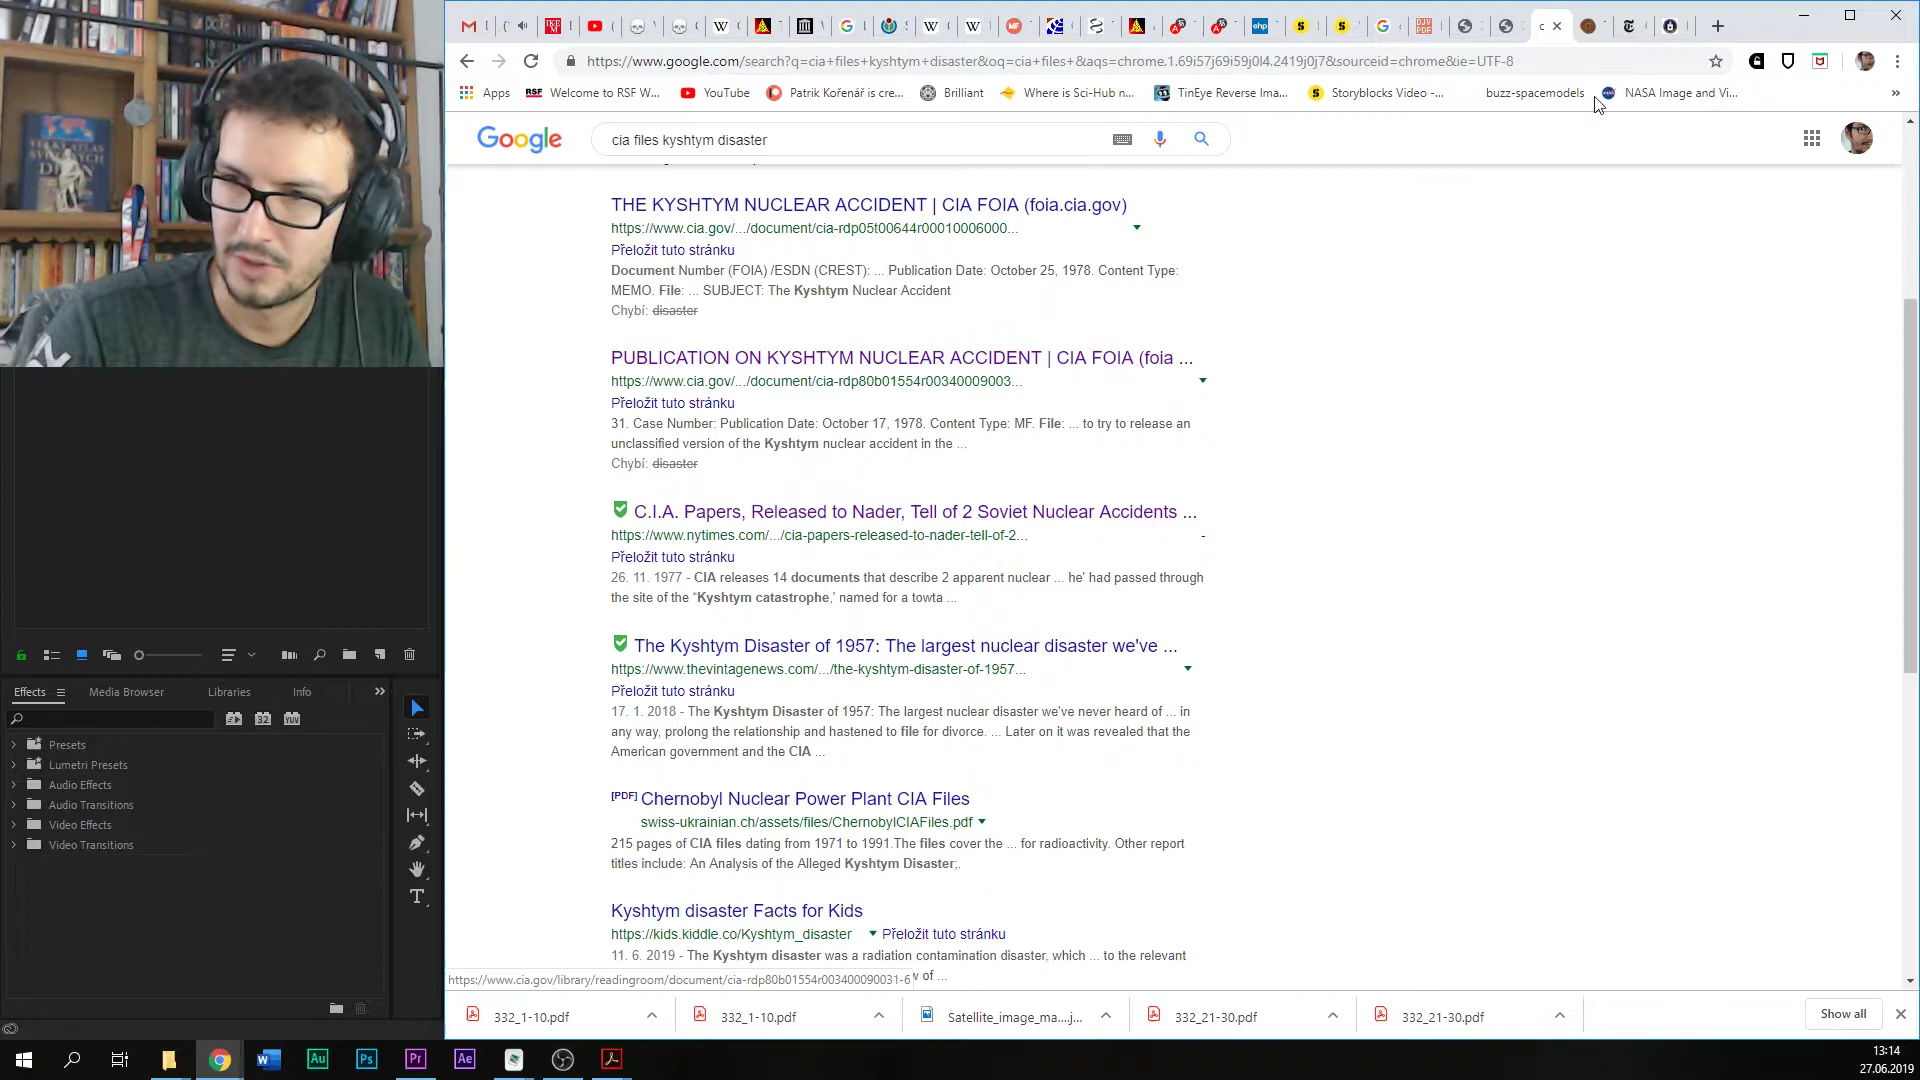 https://www.google.com/search?q=cia+files+kyshtym+disaster&oq=cia+files+&aqs=chrome.1.69i57j69i59j0l4.2419j0j7&sourceid=chrome&ie=UTF-8
Apps
Welcome to RSF W...
YouTube
Patrik Kořenář is cre...
Brilliant
Where is Sci-Hub n...
TinEye Reverse Ima...
Storyblocks Video -...
buzz-spacemodels
NASA Image and Vi...
Google
cia files kyshtym disaster
THE KYSHTYM NUCLEAR ACCIDENT | CIA FOIA (foia.cia.gov)
https://www.cia.gov/.../document/cia-rdp05t00644r00010006000...
Přeložit tuto stránku
Document Number (FOIA) /ESDN (CREST): ... Publication Date: October 25, 1978. Content Type:
MEMO. File: ... SUBJECT: The Kyshtym Nuclear Accident
Chybí: disaster
PUBLICATION ON KYSHTYM NUCLEAR ACCIDENT | CIA FOIA (foia ...
https://www.cia.gov/.../document/cia-rdp80b01554r00340009003...
Přeložit tuto stránku
31. Case Number: Publication Date: October 17, 1978. Content Type: MF. File: ... to try to release an
unclassified version of the Kyshtym nuclear accident in the ...
Chybí: disaster
C.I.A. Papers, Released to Nader, Tell of 2 Soviet Nuclear Accidents ...
https://www.nytimes.com/.../cia-papers-released-to-nader-tell-of-2...
Přeložit tuto stránku
26. 11. 1977 - CIA releases 14 documents that describe 2 apparent nuclear ... he' had passed through
the site of the “Kyshtym catastrophe,’ named for a towta ...
The Kyshtym Disaster of 1957: The largest nuclear disaster we've ...
https://www.thevintagenews.com/.../the-kyshtym-disaster-of-1957...
Přeložit tuto stránku
17. 1. 2018 - The Kyshtym Disaster of 1957: The largest nuclear disaster we've never heard of ... in
any way, prolong the relationship and hastened to file for divorce. ... Later on it was revealed that the
American government and the CIA ...
[PDF] Chernobyl Nuclear Power Plant CIA Files
swiss-ukrainian.ch/assets/files/ChernobylCIAFiles.pdf
215 pages of CIA files dating from 1971 to 1991.The files cover the ... for radioactivity. Other report
titles include: An Analysis of the Alleged Kyshtym Disaster;.
Kyshtym disaster Facts for Kids
https://kids.kiddle.co/Kyshtym_disaster Přeložit tuto stránku
11. 6. 2019 - The Kyshtym disaster was a radiation contamination disaster, which ... to the relevant
of ...
https://www.cia.gov/library/readingroom/document/cia-rdp80b01554r003400090031-6
332_1-10.pdf
332_1-10.pdf
Satellite_image_ma....j...
332_21-30.pdf
332_21-30.pdf
Show all
Effects
Media Browser
Libraries
Info
32
YUV
Presets
Lumetri Presets
Audio Effects
Audio Transitions
Video Effects
Video Transitions
T
Au
Ps
Pr
Ae
13:14
27.06.2019